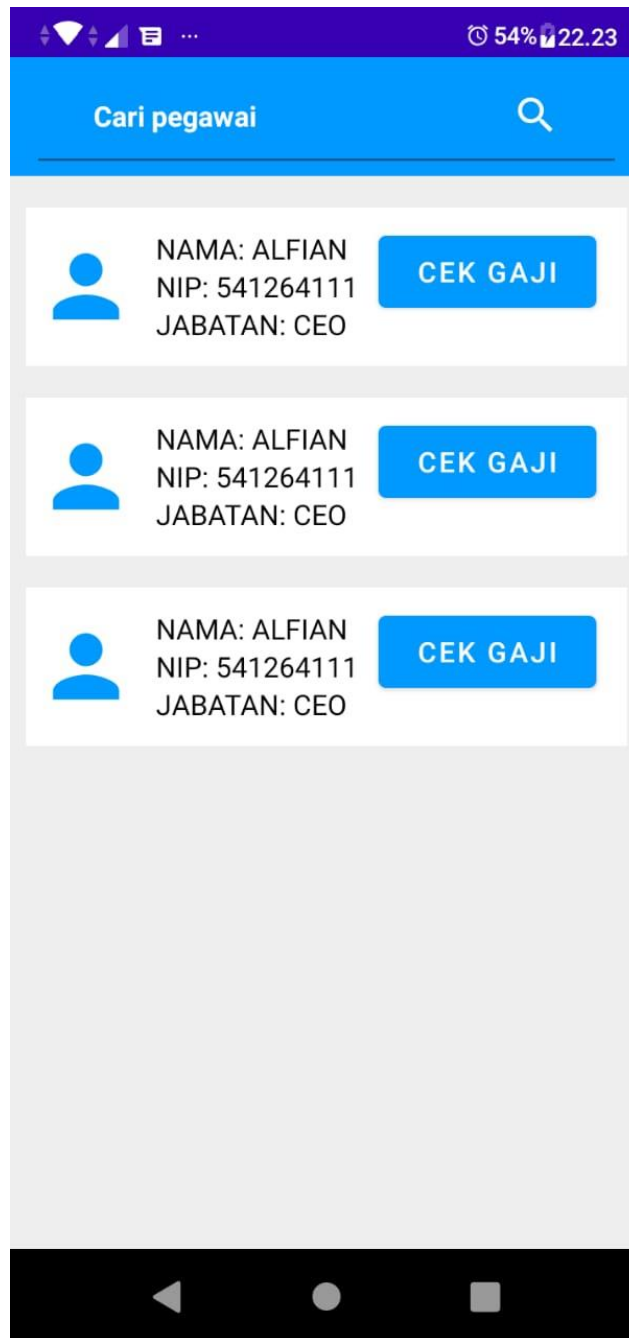 54% 22.23
Cari pegawai
NAMA: ALFIAN
NIP: 541264111
JABATAN: CEO
CEK GAJI
NAMA: ALFIAN
NIP: 541264111
JABATAN: CEO
CEK GAJI
NAMA: ALFIAN
NIP: 541264111
JABATAN: CEO
CEK GAJI